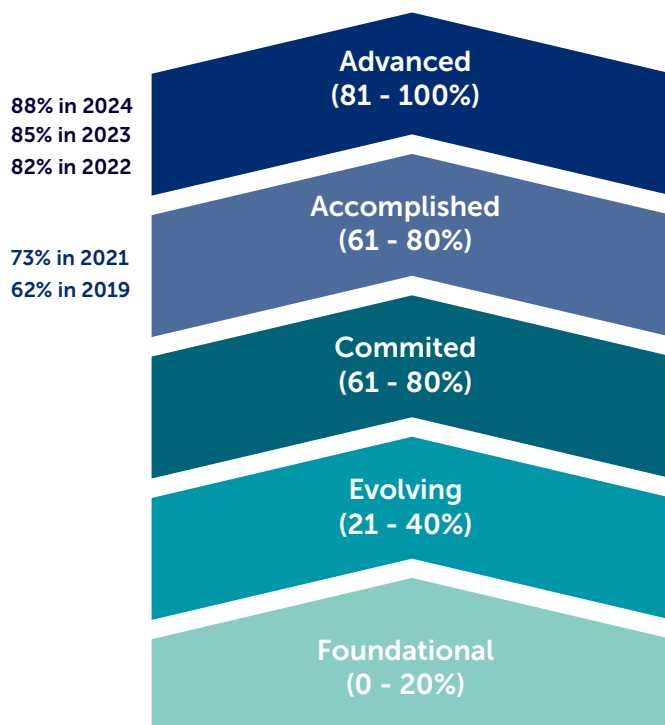 Advanced
(81 - 100%)
88% in 2024
85% in 2023
82% in 2022
Accomplished
(61 - 80%)
73% in 2021
62% in 2019
Commited
(61 - 80%)
Evolving
(21 - 40%)
Foundational
(0 - 20%)